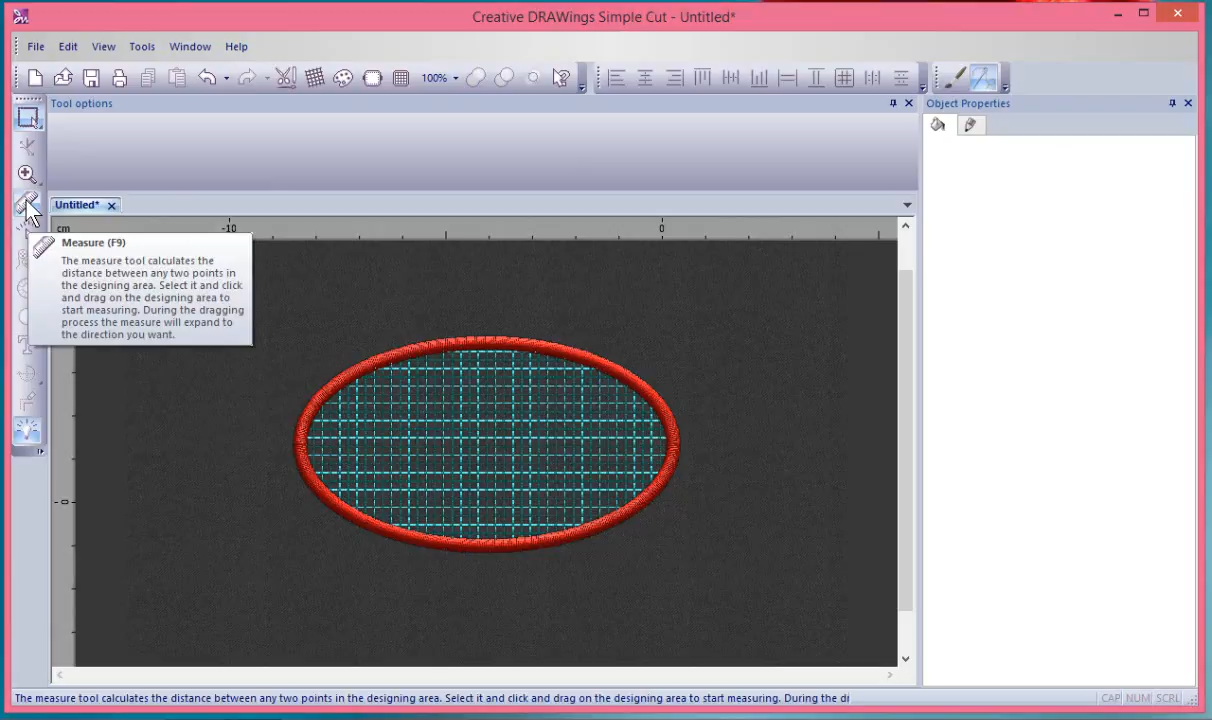 Creative DRAWings Simple Cut - Untitled*
File Edit View Tools Window Help
100%
Tool options
Object Properties
Untitled*
cm -10 0
Measure (F9)
The measure tool calculates the
distance between any two points in
the designing area. Select it and click
and drag on the designing area to
start measuring. During the dragging
process the measure will expand to
the direction you want.
0
The measure tool calculates the distance between any two points in the designing area. Select it and click and drag on the designing area to start measuring. During the di
CAP NUM SCRL